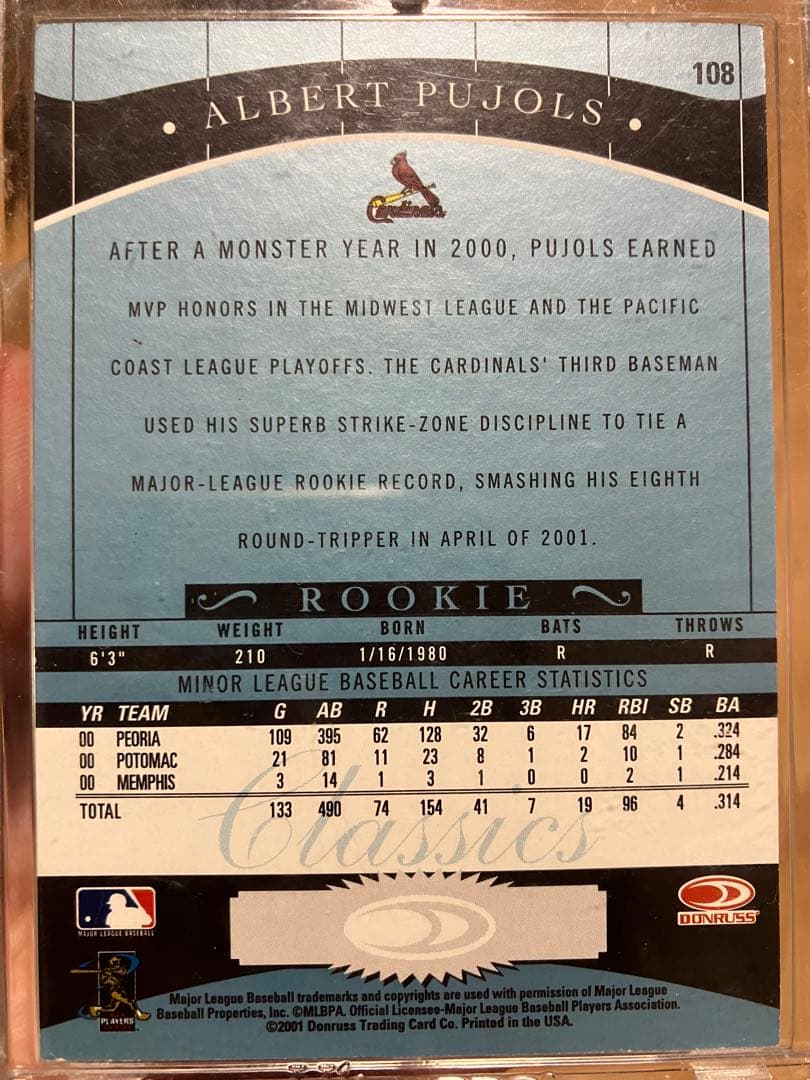 108
ALBERT PUJOLS
Cardinals
AFTER A MONSTER YEAR IN 2000, PUJOLS EARNED
MVP HONORS IN THE MIDWEST LEAGUE AND THE PACIFIC
COAST LEAGUE PLAYOFFS. THE CARDINALS' THIRD BASEMAN
USED HIS SUPERB STRIKE-ZONE DISCIPLINE TO TIE A
MAJOR-LEAGUE ROOKIE RECORD, SMASHING HIS EIGHTH
ROUND-TRIPPER IN APRIL OF 2001.
ROOKIE
HEIGHT WEIGHT BORN BATS THROWS
6'3" 210 1/16/1980 R R
MINOR LEAGUE BASEBALL CAREER STATISTICS
YR TEAM G AB R H 2B 3B HR RBI SB BA
00 PEORIA 109 395 62 128 32 6 17 84 2 .324
00 POTOMAC 21 81 11 23 8 1 2 10 1 .284
00 MEMPHIS 3 14 1 3 1 0 0 2 1 .214
TOTAL 133 490 74 154 41 7 19 96 4 .314
Classics
MAJOR LEAGUE BASEBALL
DONRUSS
PLAYERS
Major League Baseball trademarks and copyrights are used with permission of Major League
Baseball Properties, Inc. ©MLBPA. Official Licensee-Major League Baseball Players Association.
©2001 Donruss Trading Card Co. Printed in the USA.